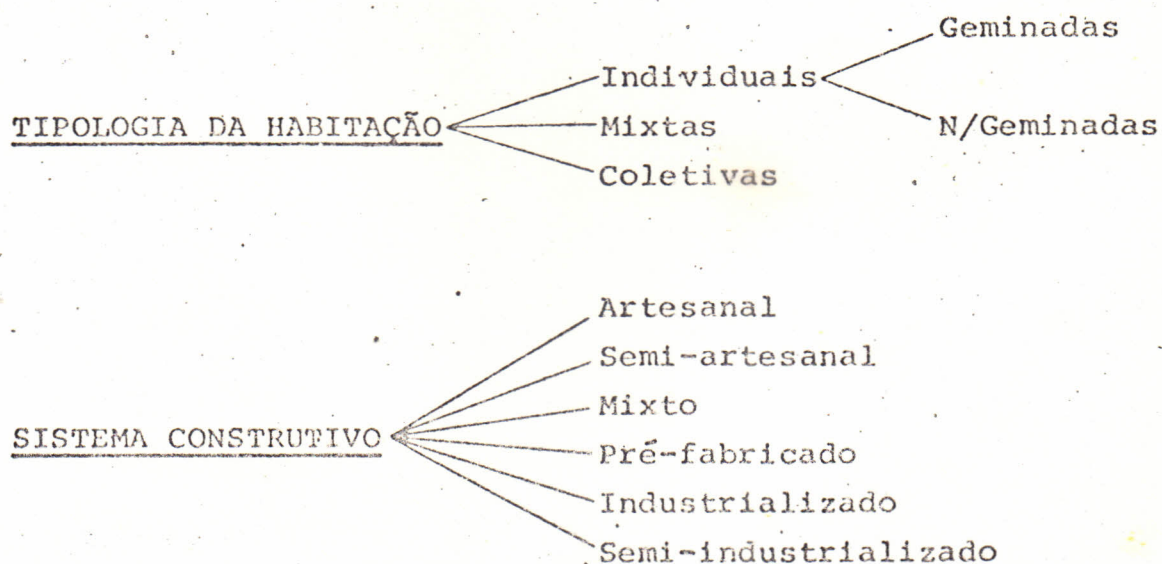 Geminadas
Individuais
TIPOLOGIA DA HABITAÇÃO
Mixtas
N/Geminadas
Coletivas
Artesanal
Semi-artesanal
Mixto
SISTEMA CONSTRUTIVO
Pré-fabricado
Industrializado
Semi-industrializado